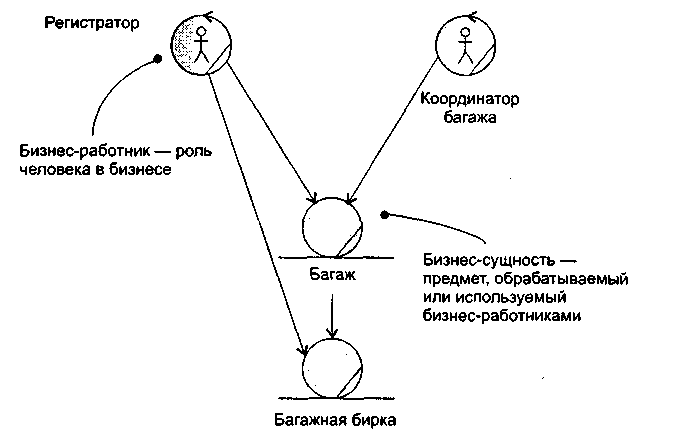 Регистратор
Координатор
багажа
Бизнес-работник — роль
человека в бизнесе
Багаж
Бизнес-сущность —
предмет, обрабатываемый
или используемый
бизнес-работниками
Багажная бирка